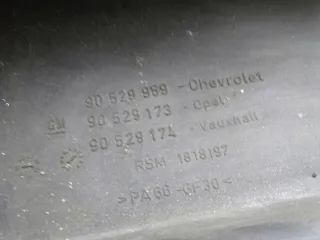 90 529 969 - Chevrolet
GM 90 529 173 - Opel
90 529 174 - Vauxhall
RSM 1818197
>PA66-GF30<